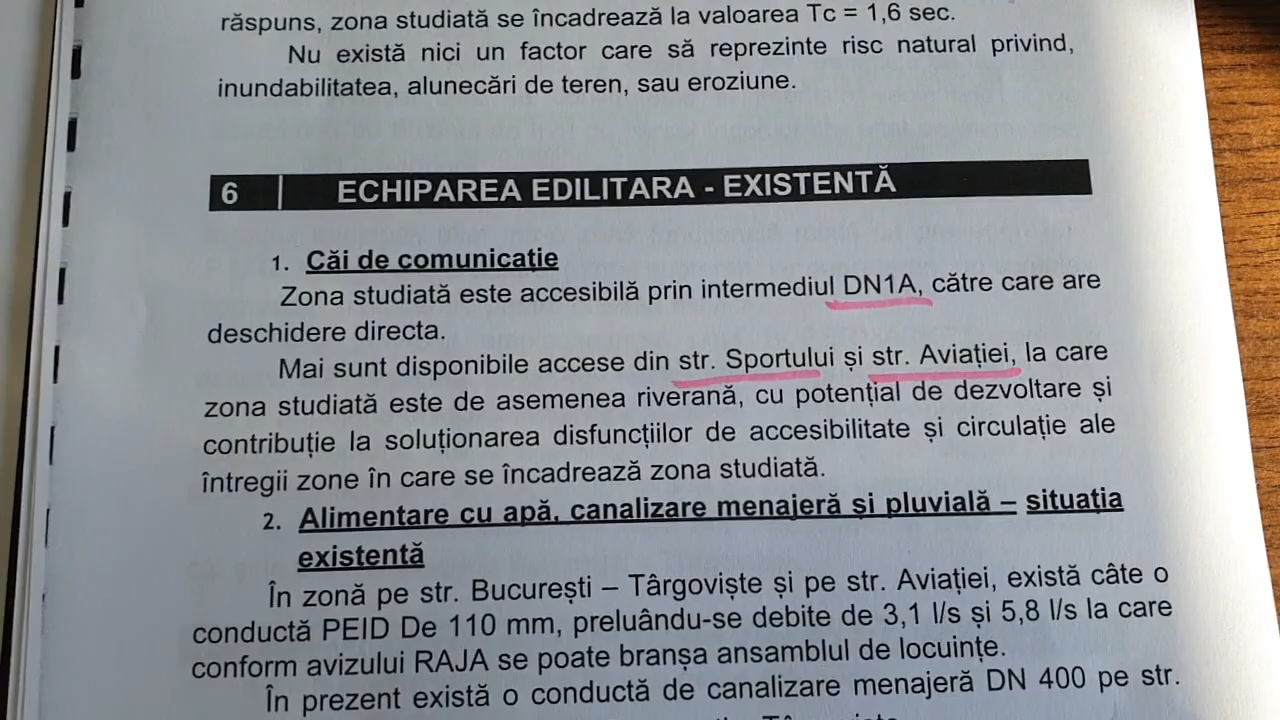 răspuns, zona studiată se încadrează la valoarea Tc = 1,6 sec.
Nu există nici un factor care să reprezinte risc natural privind,
inundabilitatea, alunecări de teren, sau eroziune.
6 ECHIPAREA EDILITARA - EXISTENTĂ
1. Căi de comunicație
Zona studiată este accesibilă prin intermediul DN1A, către care are
deschidere directa.
Mai sunt disponibile accese din str. Sportului și str. Aviației, la care
zona studiată este de asemenea riverană, cu potențial de dezvoltare și
contribuție la soluționarea disfuncțiilor de accesibilitate și circulație ale
întregii zone în care se încadrează zona studiată.
2. Alimentare cu apă, canalizare menajeră și pluvială – situația
existentă
În zonă pe str. București – Târgoviște și pe str. Aviației, există câte o
conductă PEID De 110 mm, preluându-se debite de 3,1 l/s și 5,8 l/s la care
conform avizului RAJA se poate branșa ansamblul de locuințe.
În prezent există o conductă de canalizare menajeră DN 400 pe str.